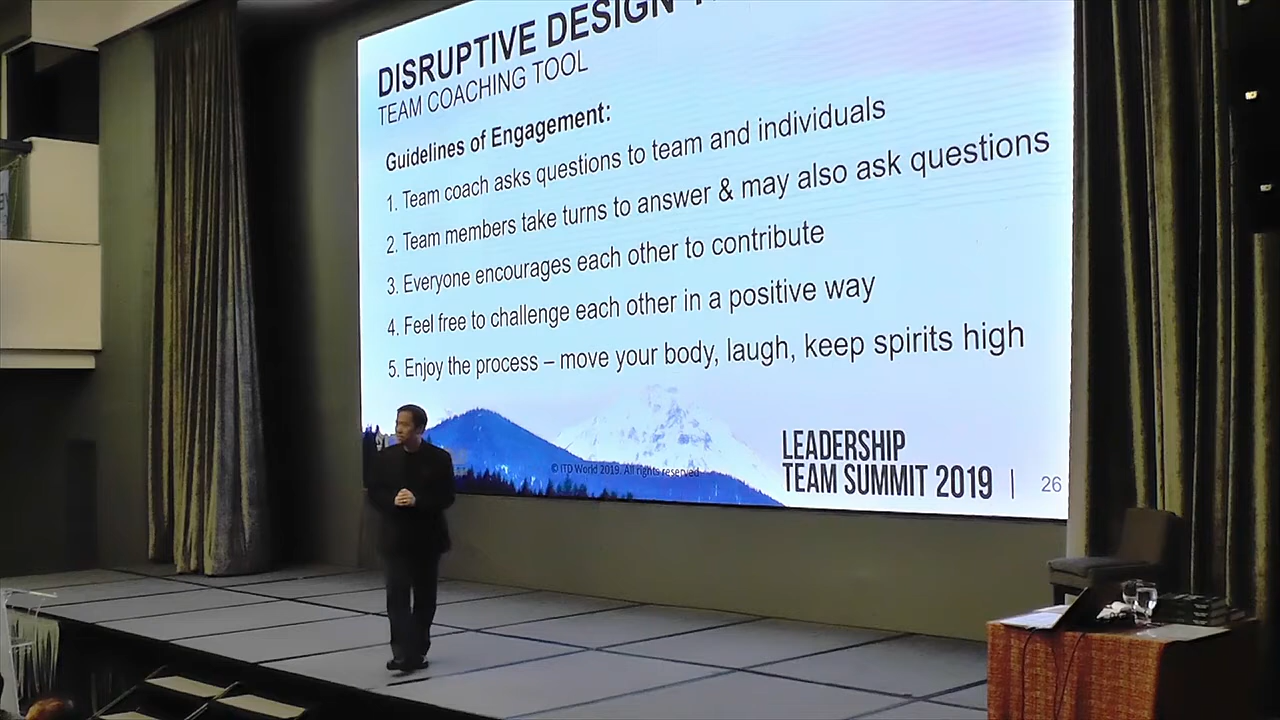 DISRUPTIVE DESIGN
TEAM COACHING TOOL
Guidelines of Engagement:
1. Team coach asks questions to team and individuals
2. Team members take turns to answer & may also ask questions
3. Everyone encourages each other to contribute
4. Feel free to challenge each other in a positive way
5. Enjoy the process – move your body, laugh, keep spirits high
© ITD World 2019. All rights reserved
LEADERSHIP
TEAM SUMMIT 2019 | 26